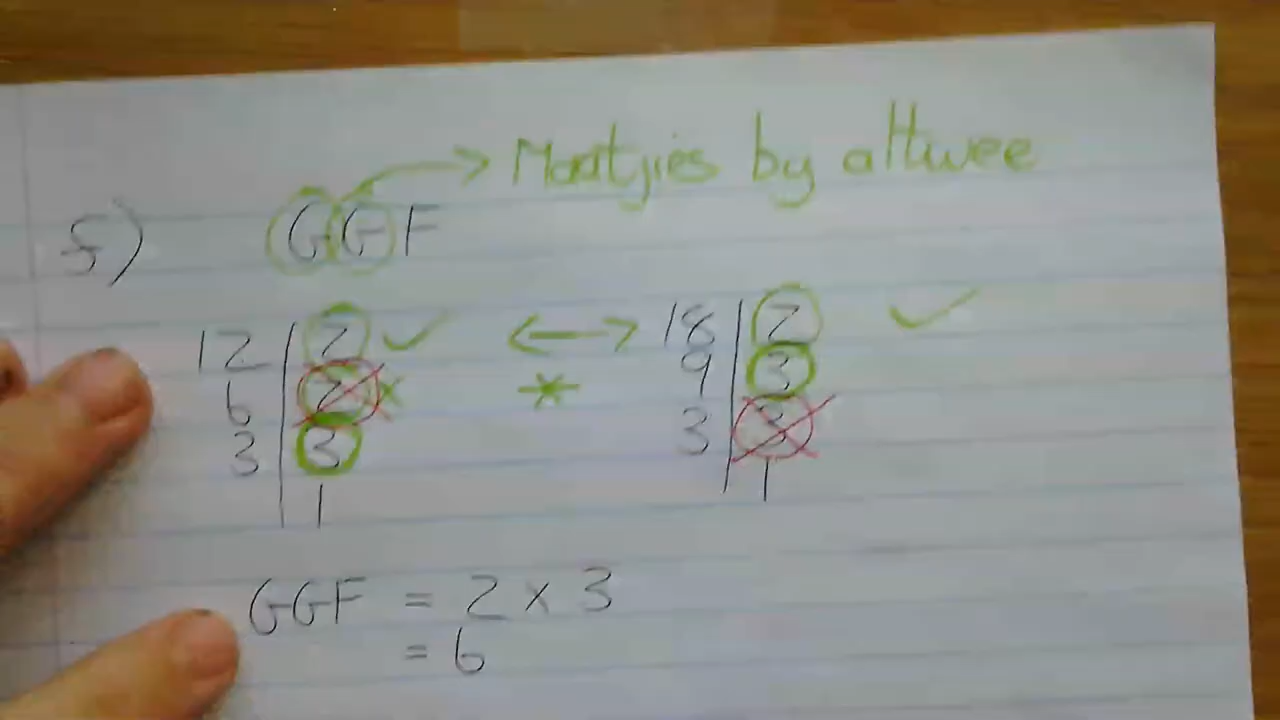 → Maatjies by altwee
5) GGF
12 | 2 ✓ ↔ 18 | 2 ✓
6 | 2 x * 9 | 3
3 | 3 3 | 3
1 1
GGF = 2 x 3
= 6